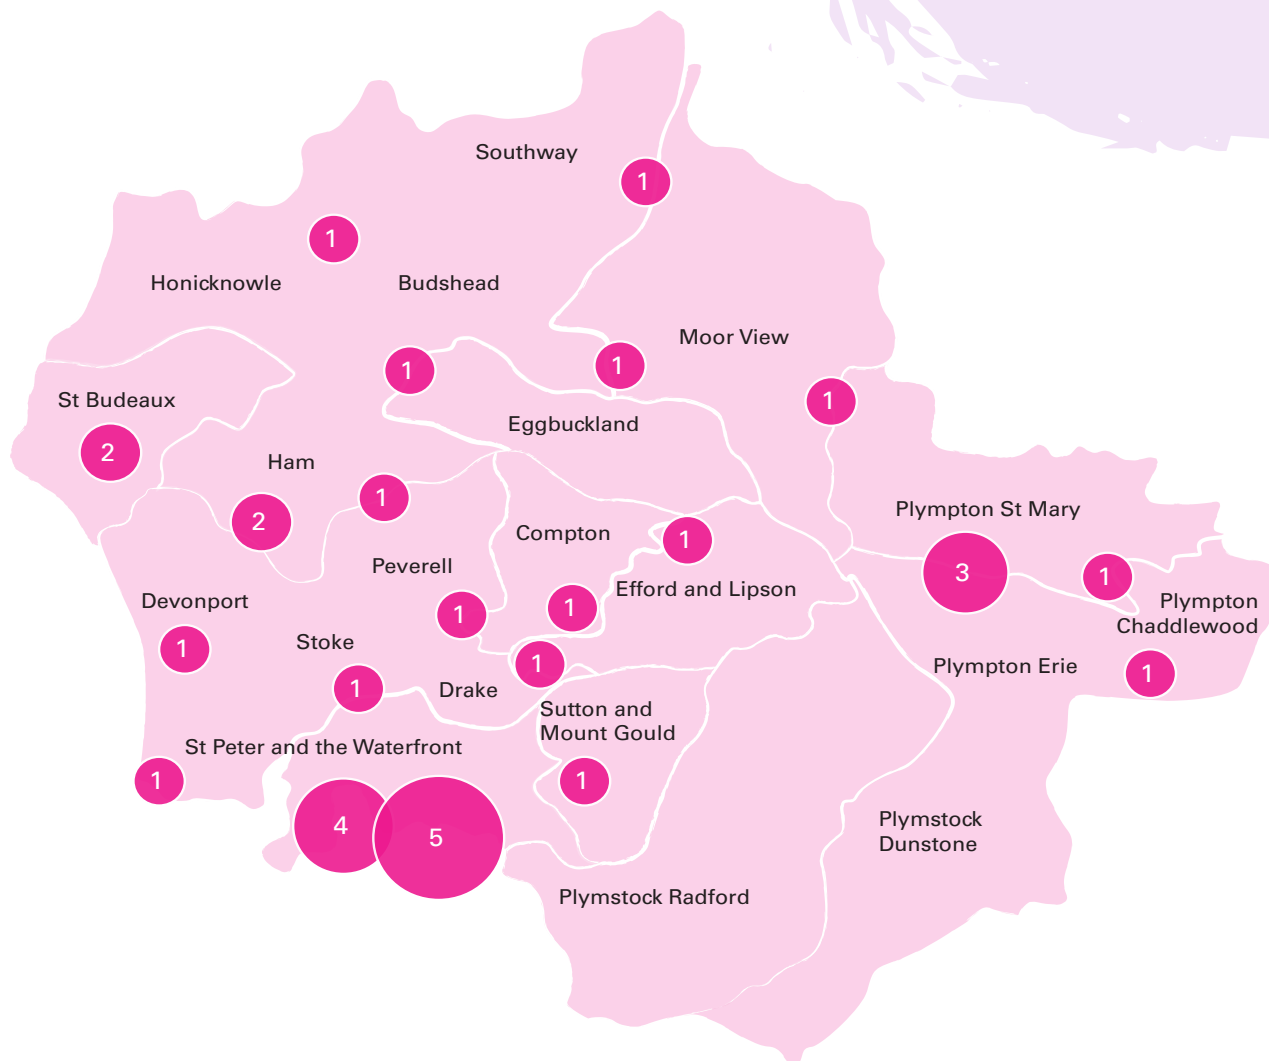 Southway
1
1
Honicknowle
Budshead
Moor View
1
1
1
St Budeaux
Eggbuckland
2
Ham
1
2
Plympton St Mary
Compton
1
Peverell
3
1
Efford and Lipson
Plympton
Chaddlewood
Devonport
1
1
Stoke
1
1
Plympton Erie
1
1
Drake
Sutton and
Mount Gould
St Peter and the Waterfront
1
1
4
5
Plymstock
Dunstone
Plymstock Radford